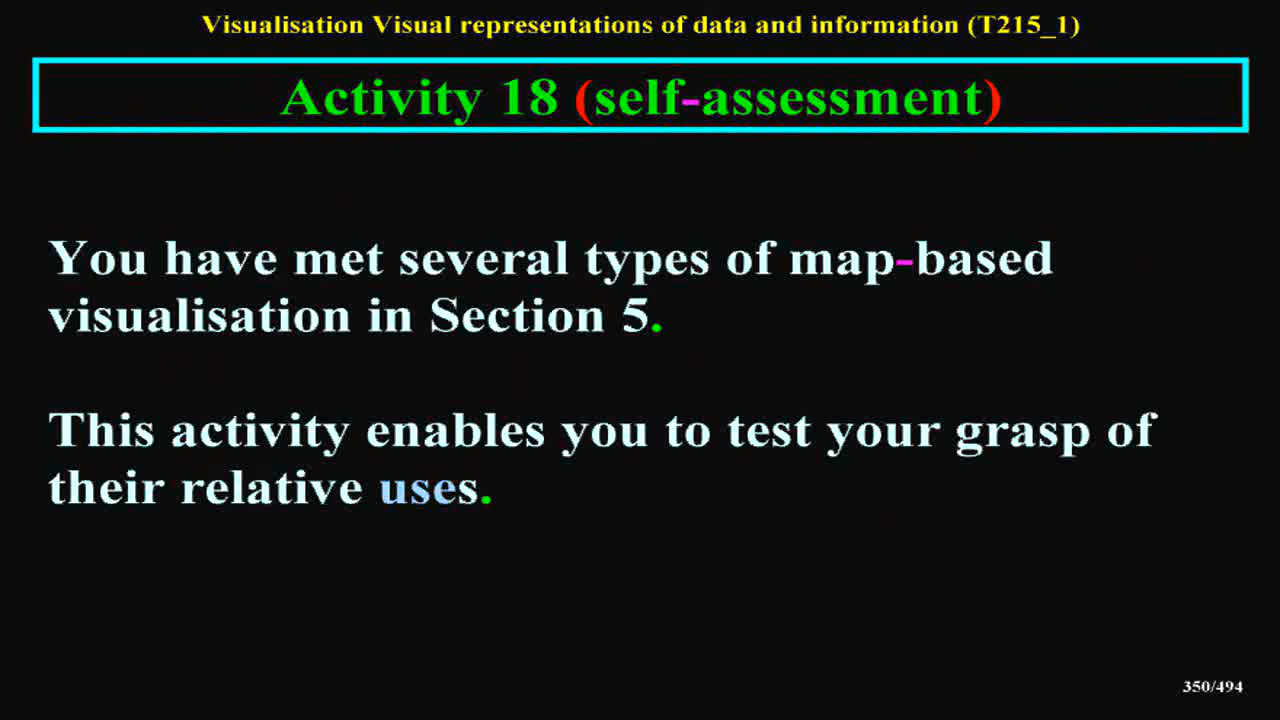 Visualisation Visual representations of data and information (T215_1)
Activity 18 (self-assessment)
You have met several types of map-based
visualisation in Section 5.
This activity enables you to test your grasp of
their relative uses.
350/494